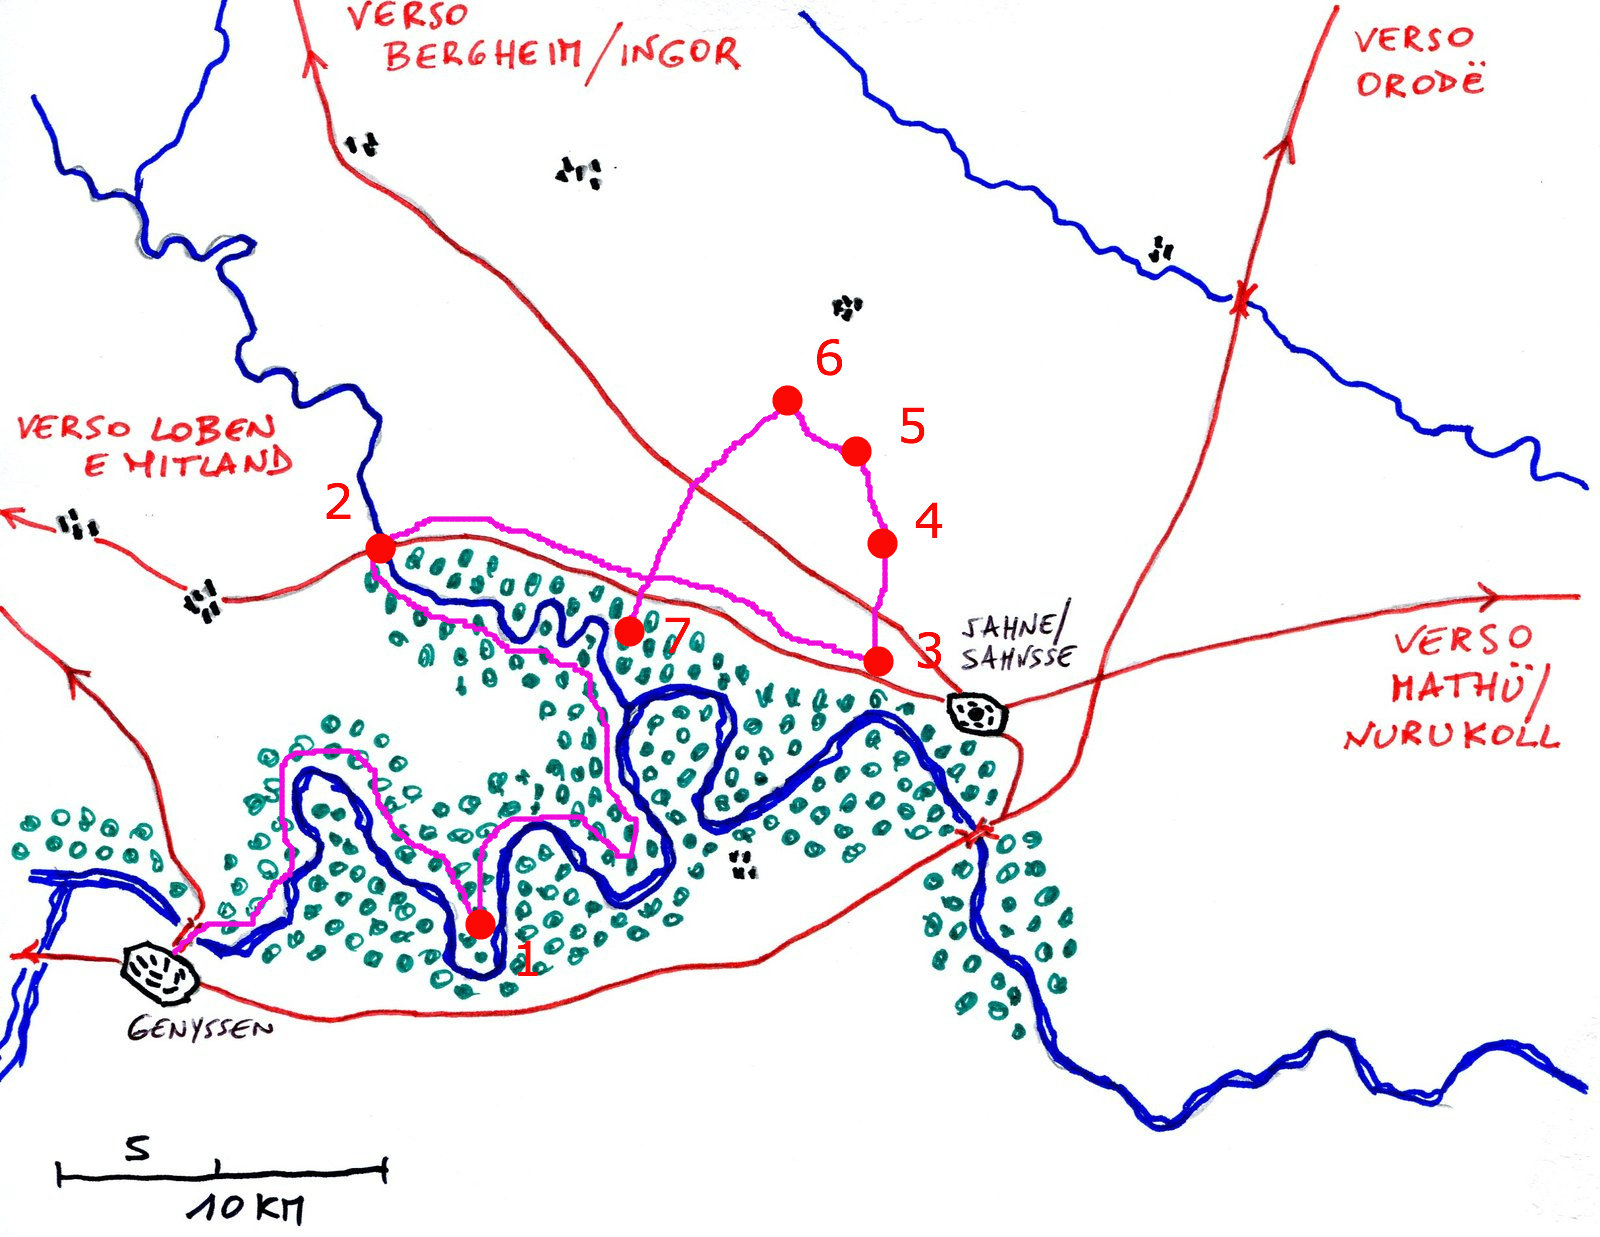 VERSO
BERGHEIM/INGOR
VERSO
ORODË
6
5
VERSO LOBEN
E MITLAND
2
4
SAHNE/
SAHNSSE
7
3
VERSO
MATHÜ/
NURUKOLL
1
GENYSSEN
5
10 KM